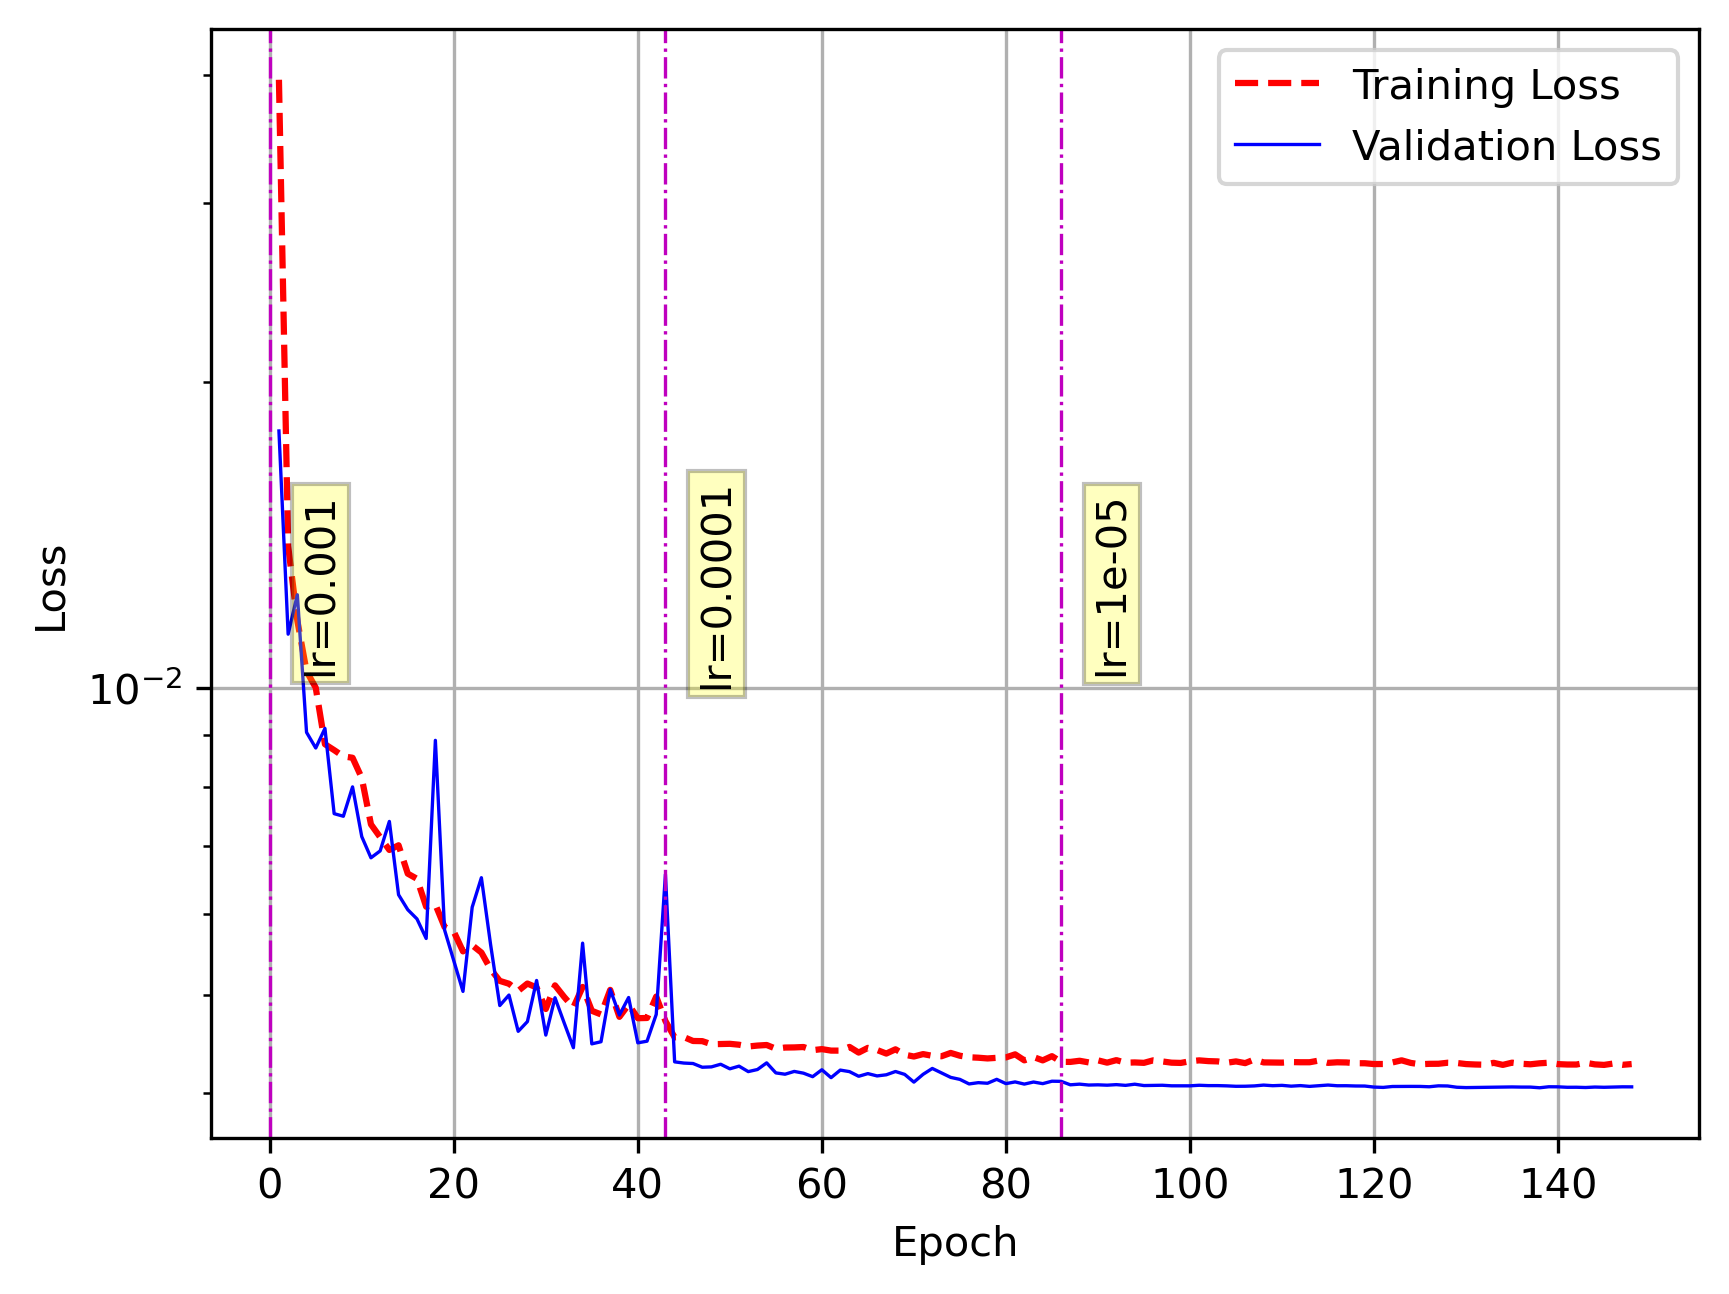 Training Loss
Validation Loss
Loss
10⁻²
lr=0.001
lr=0.0001
lr=1e-05
0 20 40 60 80 100 120 140
Epoch